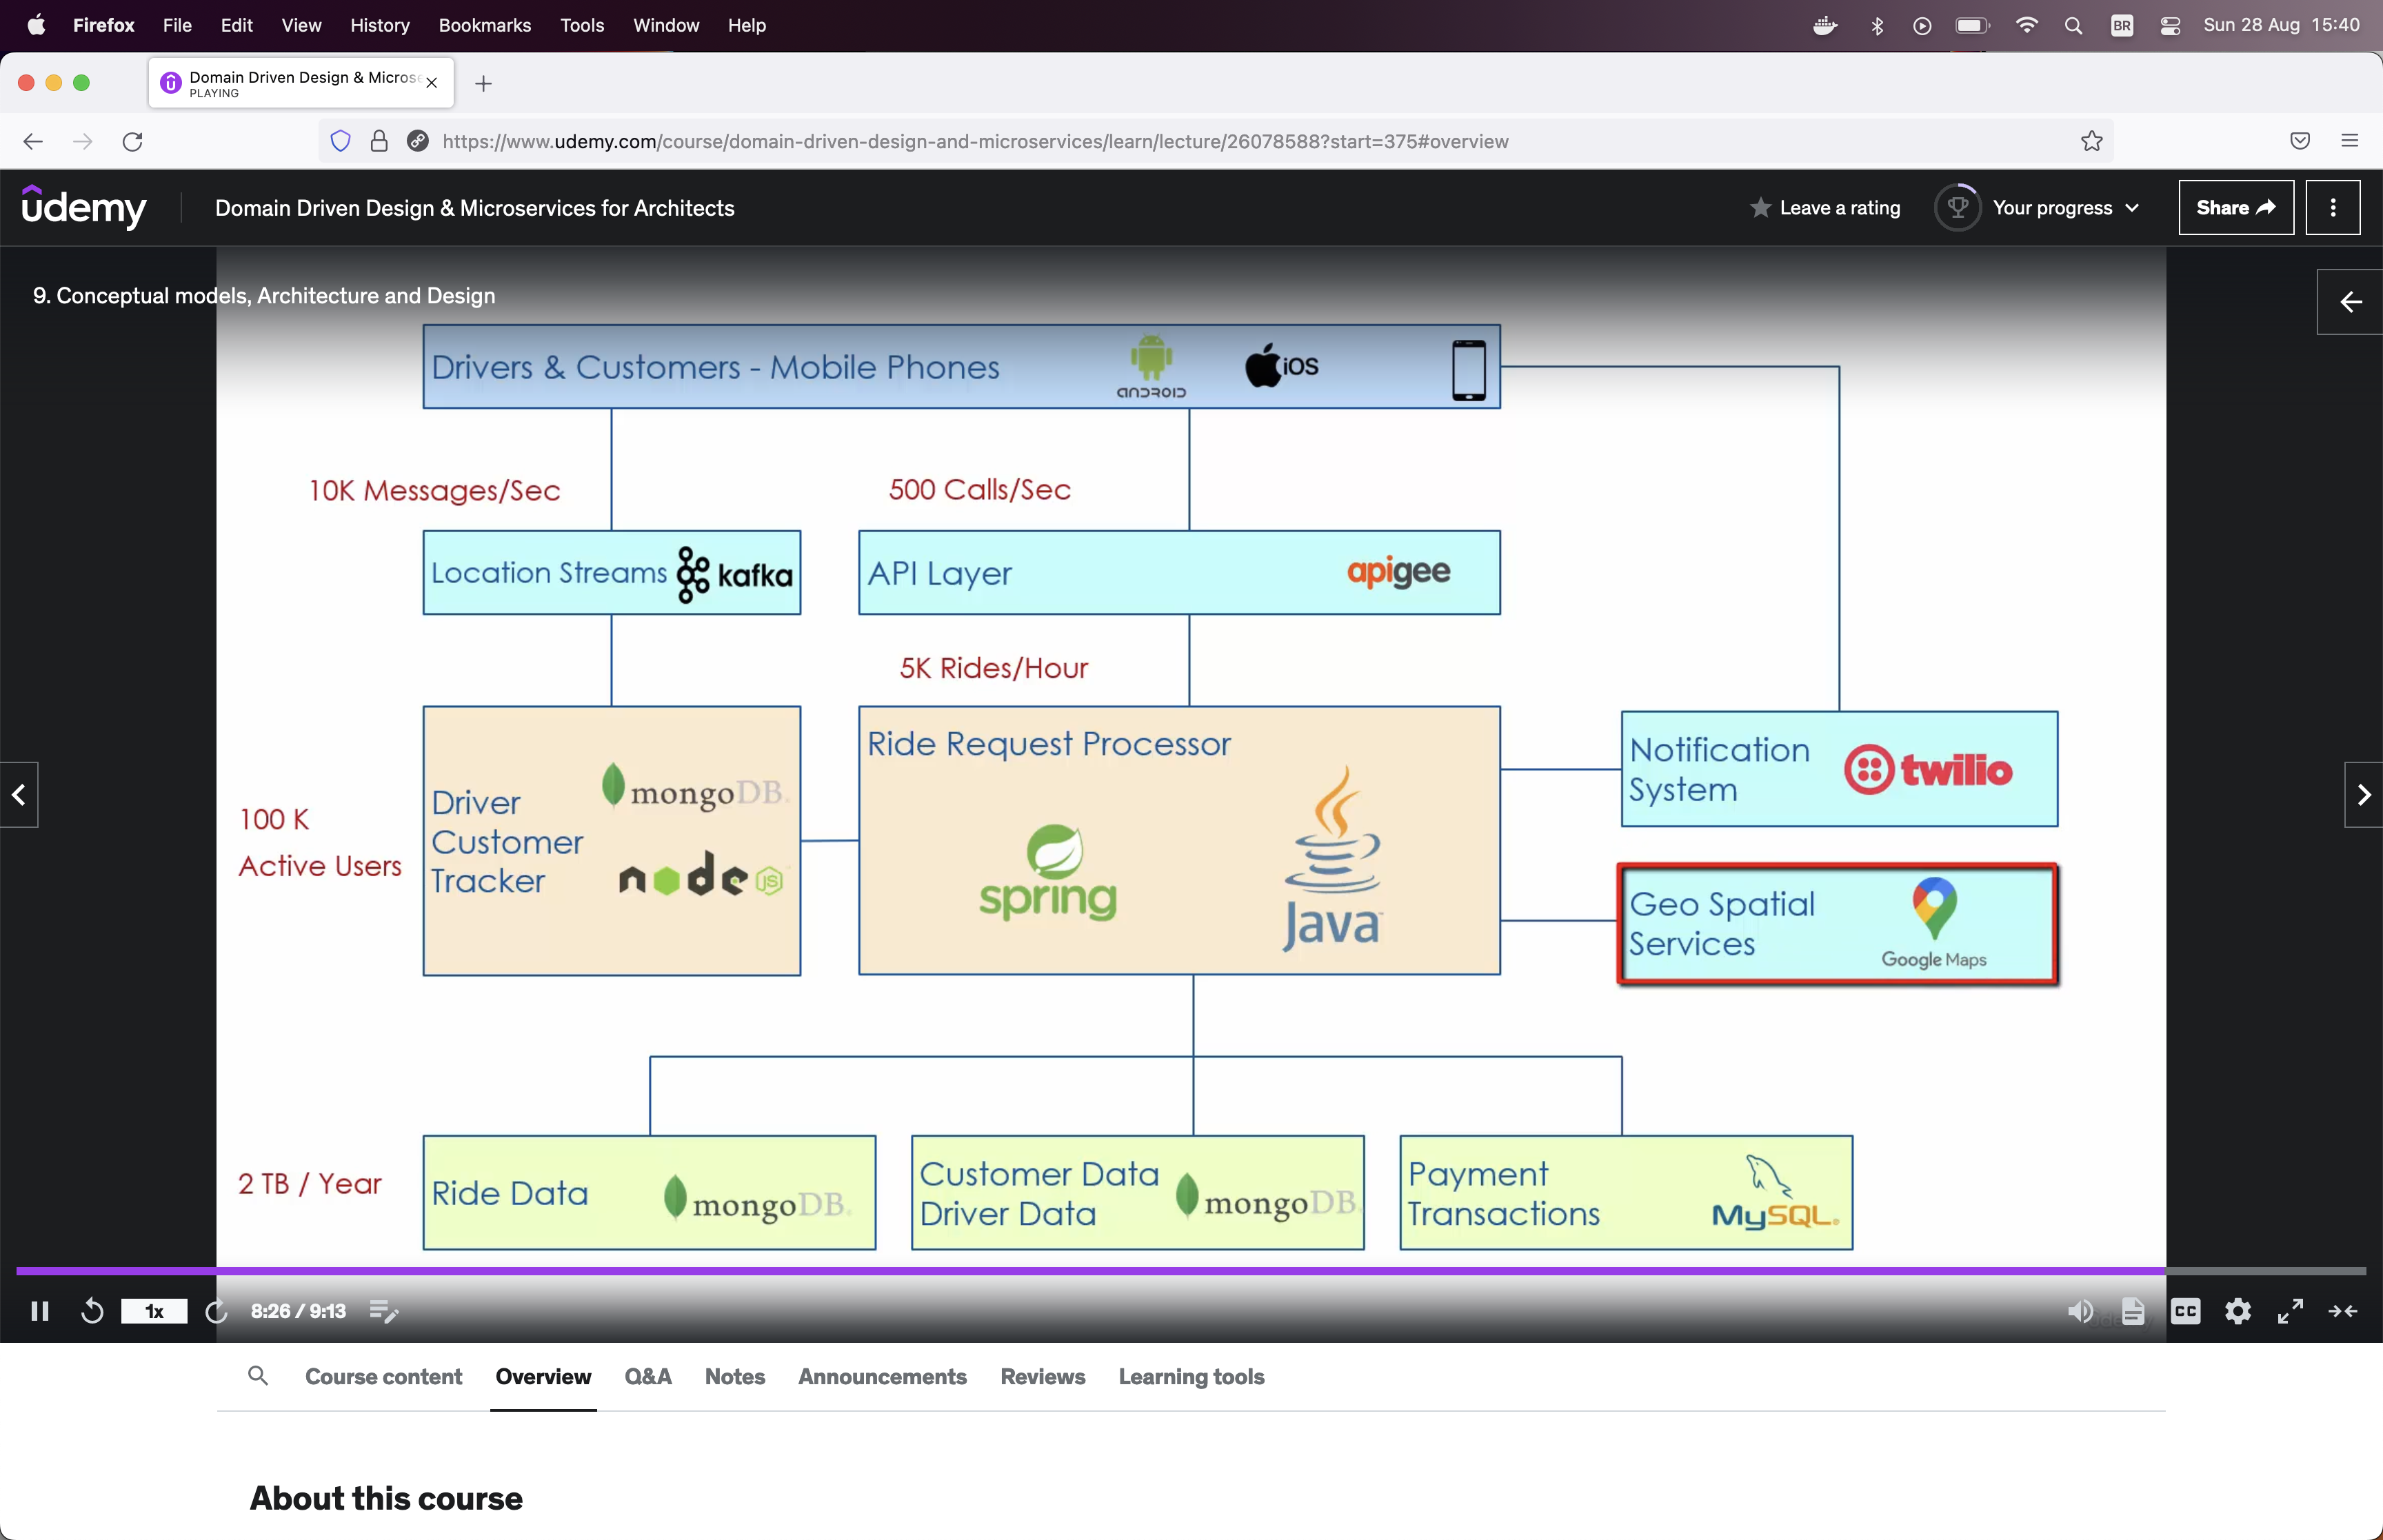 Firefox File Edit View History Bookmarks Tools Window Help BR Sun 28 Aug 15:40
Domain Driven Design & Micros
PLAYING
https://www.udemy.com/course/domain-driven-design-and-microservices/learn/lecture/26078588?start=375#overview
udemy Domain Driven Design & Microservices for Architects Leave a rating Your progress Share
9. Conceptual models, Architecture and Design
Drivers & Customers - Mobile Phones android iOS
10K Messages/Sec 500 Calls/Sec
Location Streams kafka API Layer apigee
5K Rides/Hour
100 K
Active Users
Driver
Customer
Tracker
mongoDB
node JS
Ride Request Processor
spring
Java
Notification
System
twilio
Geo Spatial
Services
Google Maps
2 TB / Year
Ride Data mongoDB.
Customer Data
Driver Data
mongoDB.
Payment
Transactions
MySQL
1x 8:26 / 9:13 CC
Course content Overview Q&A Notes Announcements Reviews Learning tools
About this course